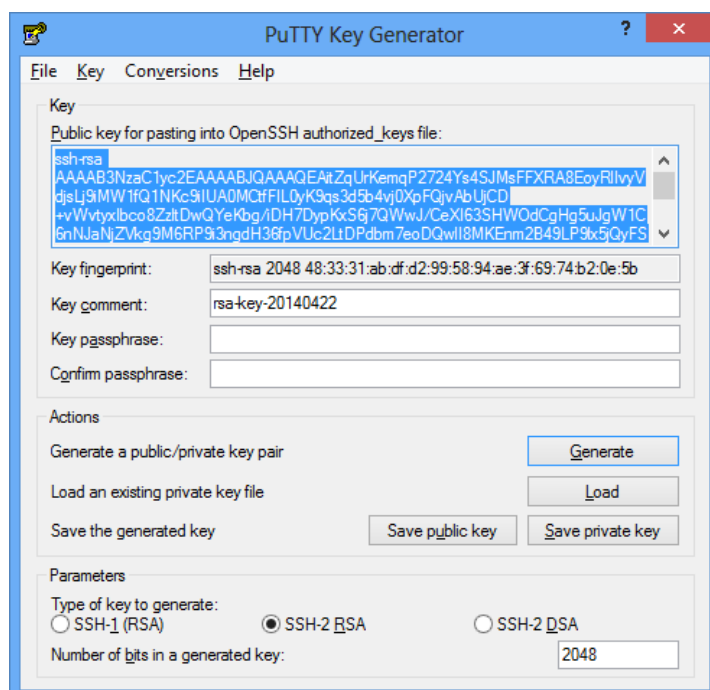 PuTTY Key Generator
? ×
File Key Conversions Help
Key
Public key for pasting into OpenSSH authorized_keys file:
ssh-rsa
AAAAB3NzaC1yc2EAAAABJQAAAQEAitZqUrKemqP2724Ys4SJMsFFXRA8EoyRIlvyV
djsLj9iMW1fQ1NKc9iIUA0MCtfFIL0yK9qs3d5b4vj0XpFQjvAbUjCD
+vWvtyxIbco8ZzltDwQYeKbg/iDH7DypKxS6j7QWwJ/CeXI63SHWOdCgHg5uJgW1C
6nNJaNjZVkg9M6RP9i3ngdH36fpVUc2LtDPdbm7eoDQwlI8MKEnm2B49LP9tx5jQyFS
Key fingerprint: ssh-rsa 2048 48:33:31:ab:df:d2:99:58:94:ae:3f:69:74:b2:0e:5b
Key comment: rsa-key-20140422
Key passphrase:
Confirm passphrase:
Actions
Generate a public/private key pair Generate
Load an existing private key file Load
Save the generated key Save public key Save private key
Parameters
Type of key to generate:
SSH-1 (RSA) SSH-2 RSA SSH-2 DSA
Number of bits in a generated key: 2048